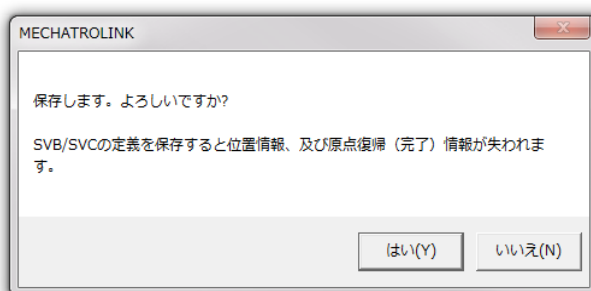 MECHATROLINK
保存します。よろしいですか?
SVB/SVCの定義を保存すると位置情報、及び原点復帰（完了）情報が失われま
す。
はい(Y)
いいえ(N)